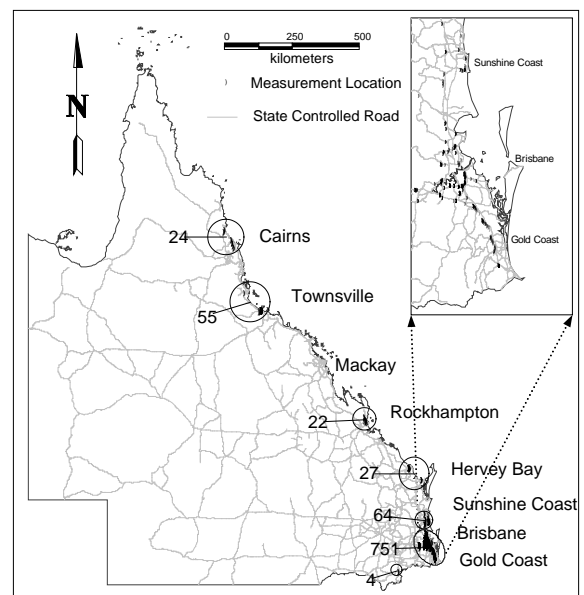 0 250 500
kilometers
N
Measurement Location
State Controlled Road
Sunshine Coast
Brisbane
Gold Coast
24 Cairns
Townsville
55
Mackay
Rockhampton
22
27 Hervey Bay
Sunshine Coast
64
Brisbane
751
Gold Coast
4